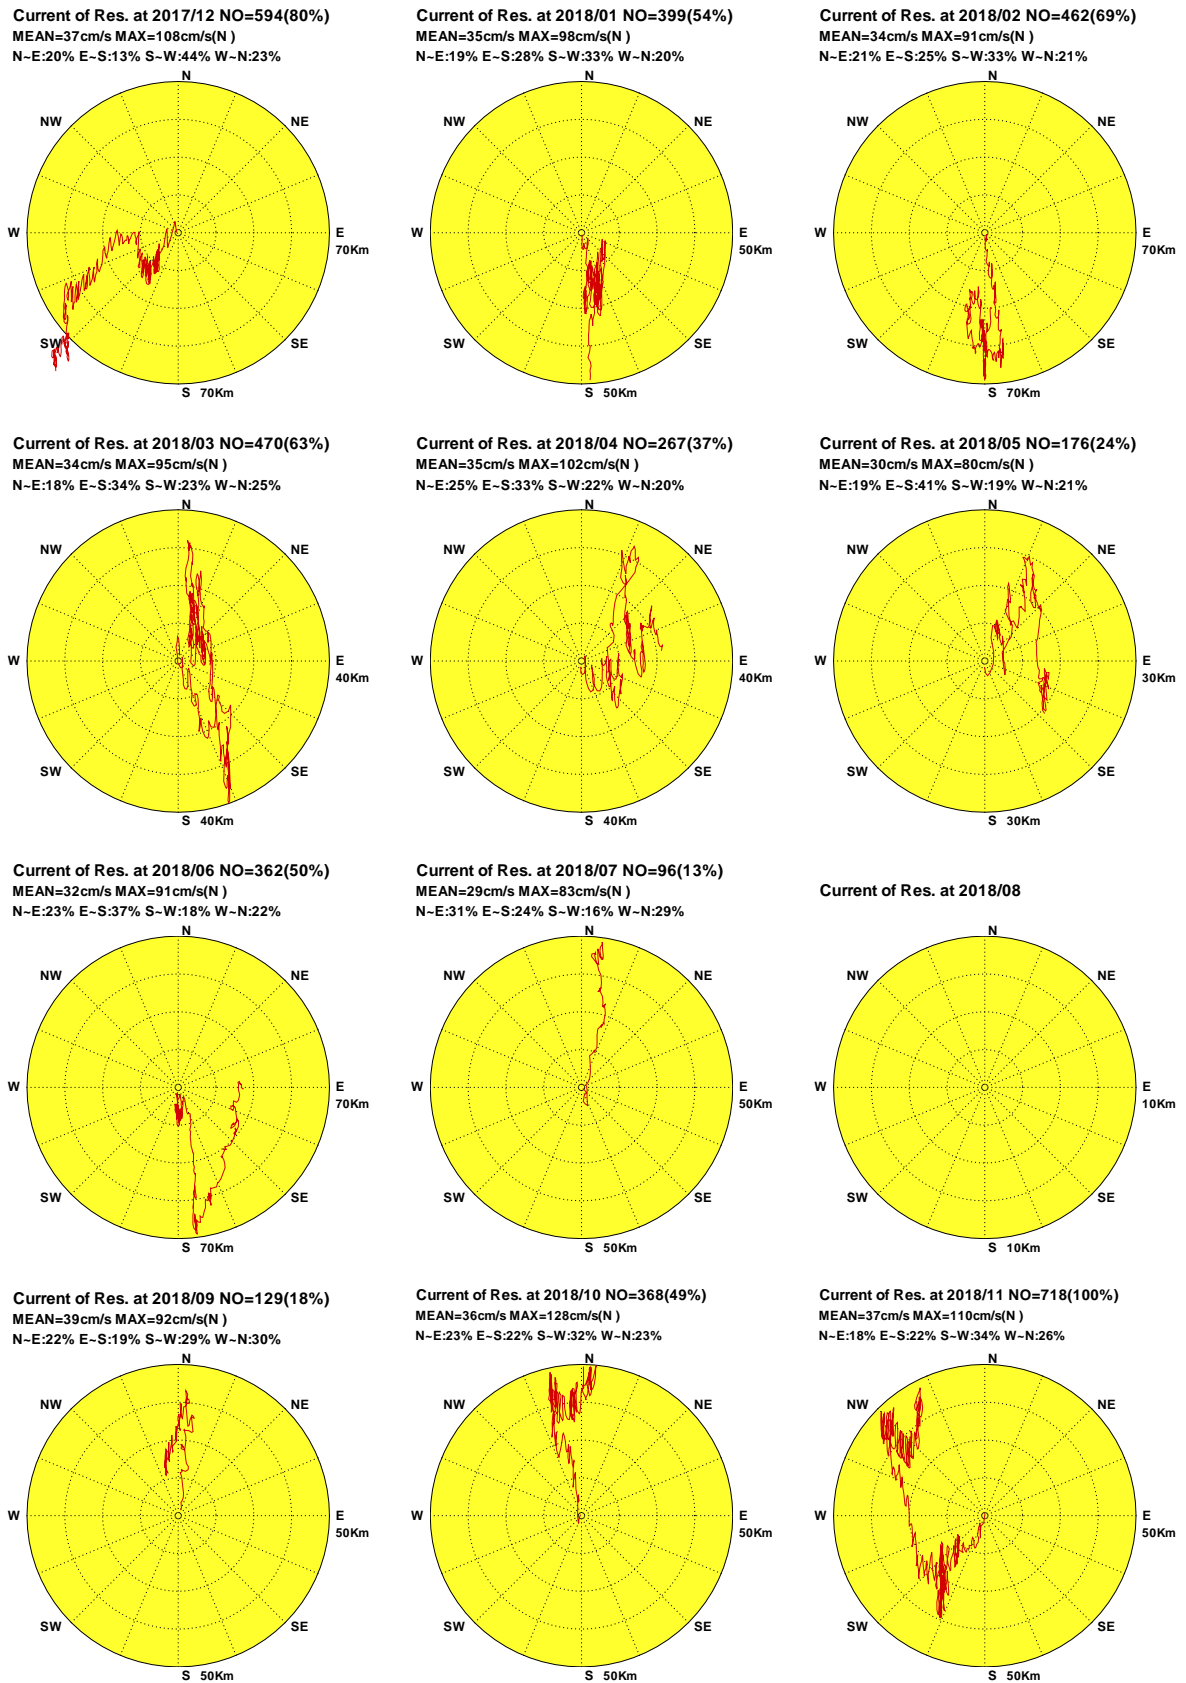 Current of Res. at 2017/12 NO=594(80%)
MEAN=37cm/s MAX=108cm/s(N )
N~E:20% E~S:13% S~W:44% W~N:23%
N
NW
NE
W
E
70Km
SW
SE
S 70Km
Current of Res. at 2018/01 NO=399(54%)
MEAN=35cm/s MAX=98cm/s(N )
N~E:19% E~S:28% S~W:33% W~N:20%
N
NW
NE
W
E
50Km
SW
SE
S 50Km
Current of Res. at 2018/02 NO=462(69%)
MEAN=34cm/s MAX=91cm/s(N )
N~E:21% E~S:25% S~W:33% W~N:21%
N
NW
NE
W
E
70Km
SW
SE
S 70Km
Current of Res. at 2018/03 NO=470(63%)
MEAN=34cm/s MAX=95cm/s(N )
N~E:18% E~S:34% S~W:23% W~N:25%
N
NW
NE
W
E
40Km
SW
SE
S 40Km
Current of Res. at 2018/04 NO=267(37%)
MEAN=35cm/s MAX=102cm/s(N )
N~E:25% E~S:33% S~W:22% W~N:20%
N
NW
NE
W
E
40Km
SW
SE
S 40Km
Current of Res. at 2018/05 NO=176(24%)
MEAN=30cm/s MAX=80cm/s(N )
N~E:19% E~S:41% S~W:19% W~N:21%
N
NW
NE
W
E
30Km
SW
SE
S 30Km
Current of Res. at 2018/06 NO=362(50%)
MEAN=32cm/s MAX=91cm/s(N )
N~E:23% E~S:37% S~W:18% W~N:22%
N
NW
NE
W
E
70Km
SW
SE
S 70Km
Current of Res. at 2018/07 NO=96(13%)
MEAN=29cm/s MAX=83cm/s(N )
N~E:31% E~S:24% S~W:16% W~N:29%
N
NW
NE
W
E
50Km
SW
SE
S 50Km
Current of Res. at 2018/08
N
NW
NE
W
E
10Km
SW
SE
S 10Km
Current of Res. at 2018/09 NO=129(18%)
MEAN=39cm/s MAX=92cm/s(N )
N~E:22% E~S:19% S~W:29% W~N:30%
N
NW
NE
W
E
50Km
SW
SE
S 50Km
Current of Res. at 2018/10 NO=368(49%)
MEAN=36cm/s MAX=128cm/s(N )
N~E:23% E~S:22% S~W:32% W~N:23%
N
NW
NE
W
E
50Km
SW
SE
S 50Km
Current of Res. at 2018/11 NO=718(100%)
MEAN=37cm/s MAX=110cm/s(N )
N~E:18% E~S:22% S~W:34% W~N:26%
N
NW
NE
W
E
50Km
SW
SE
S 50Km